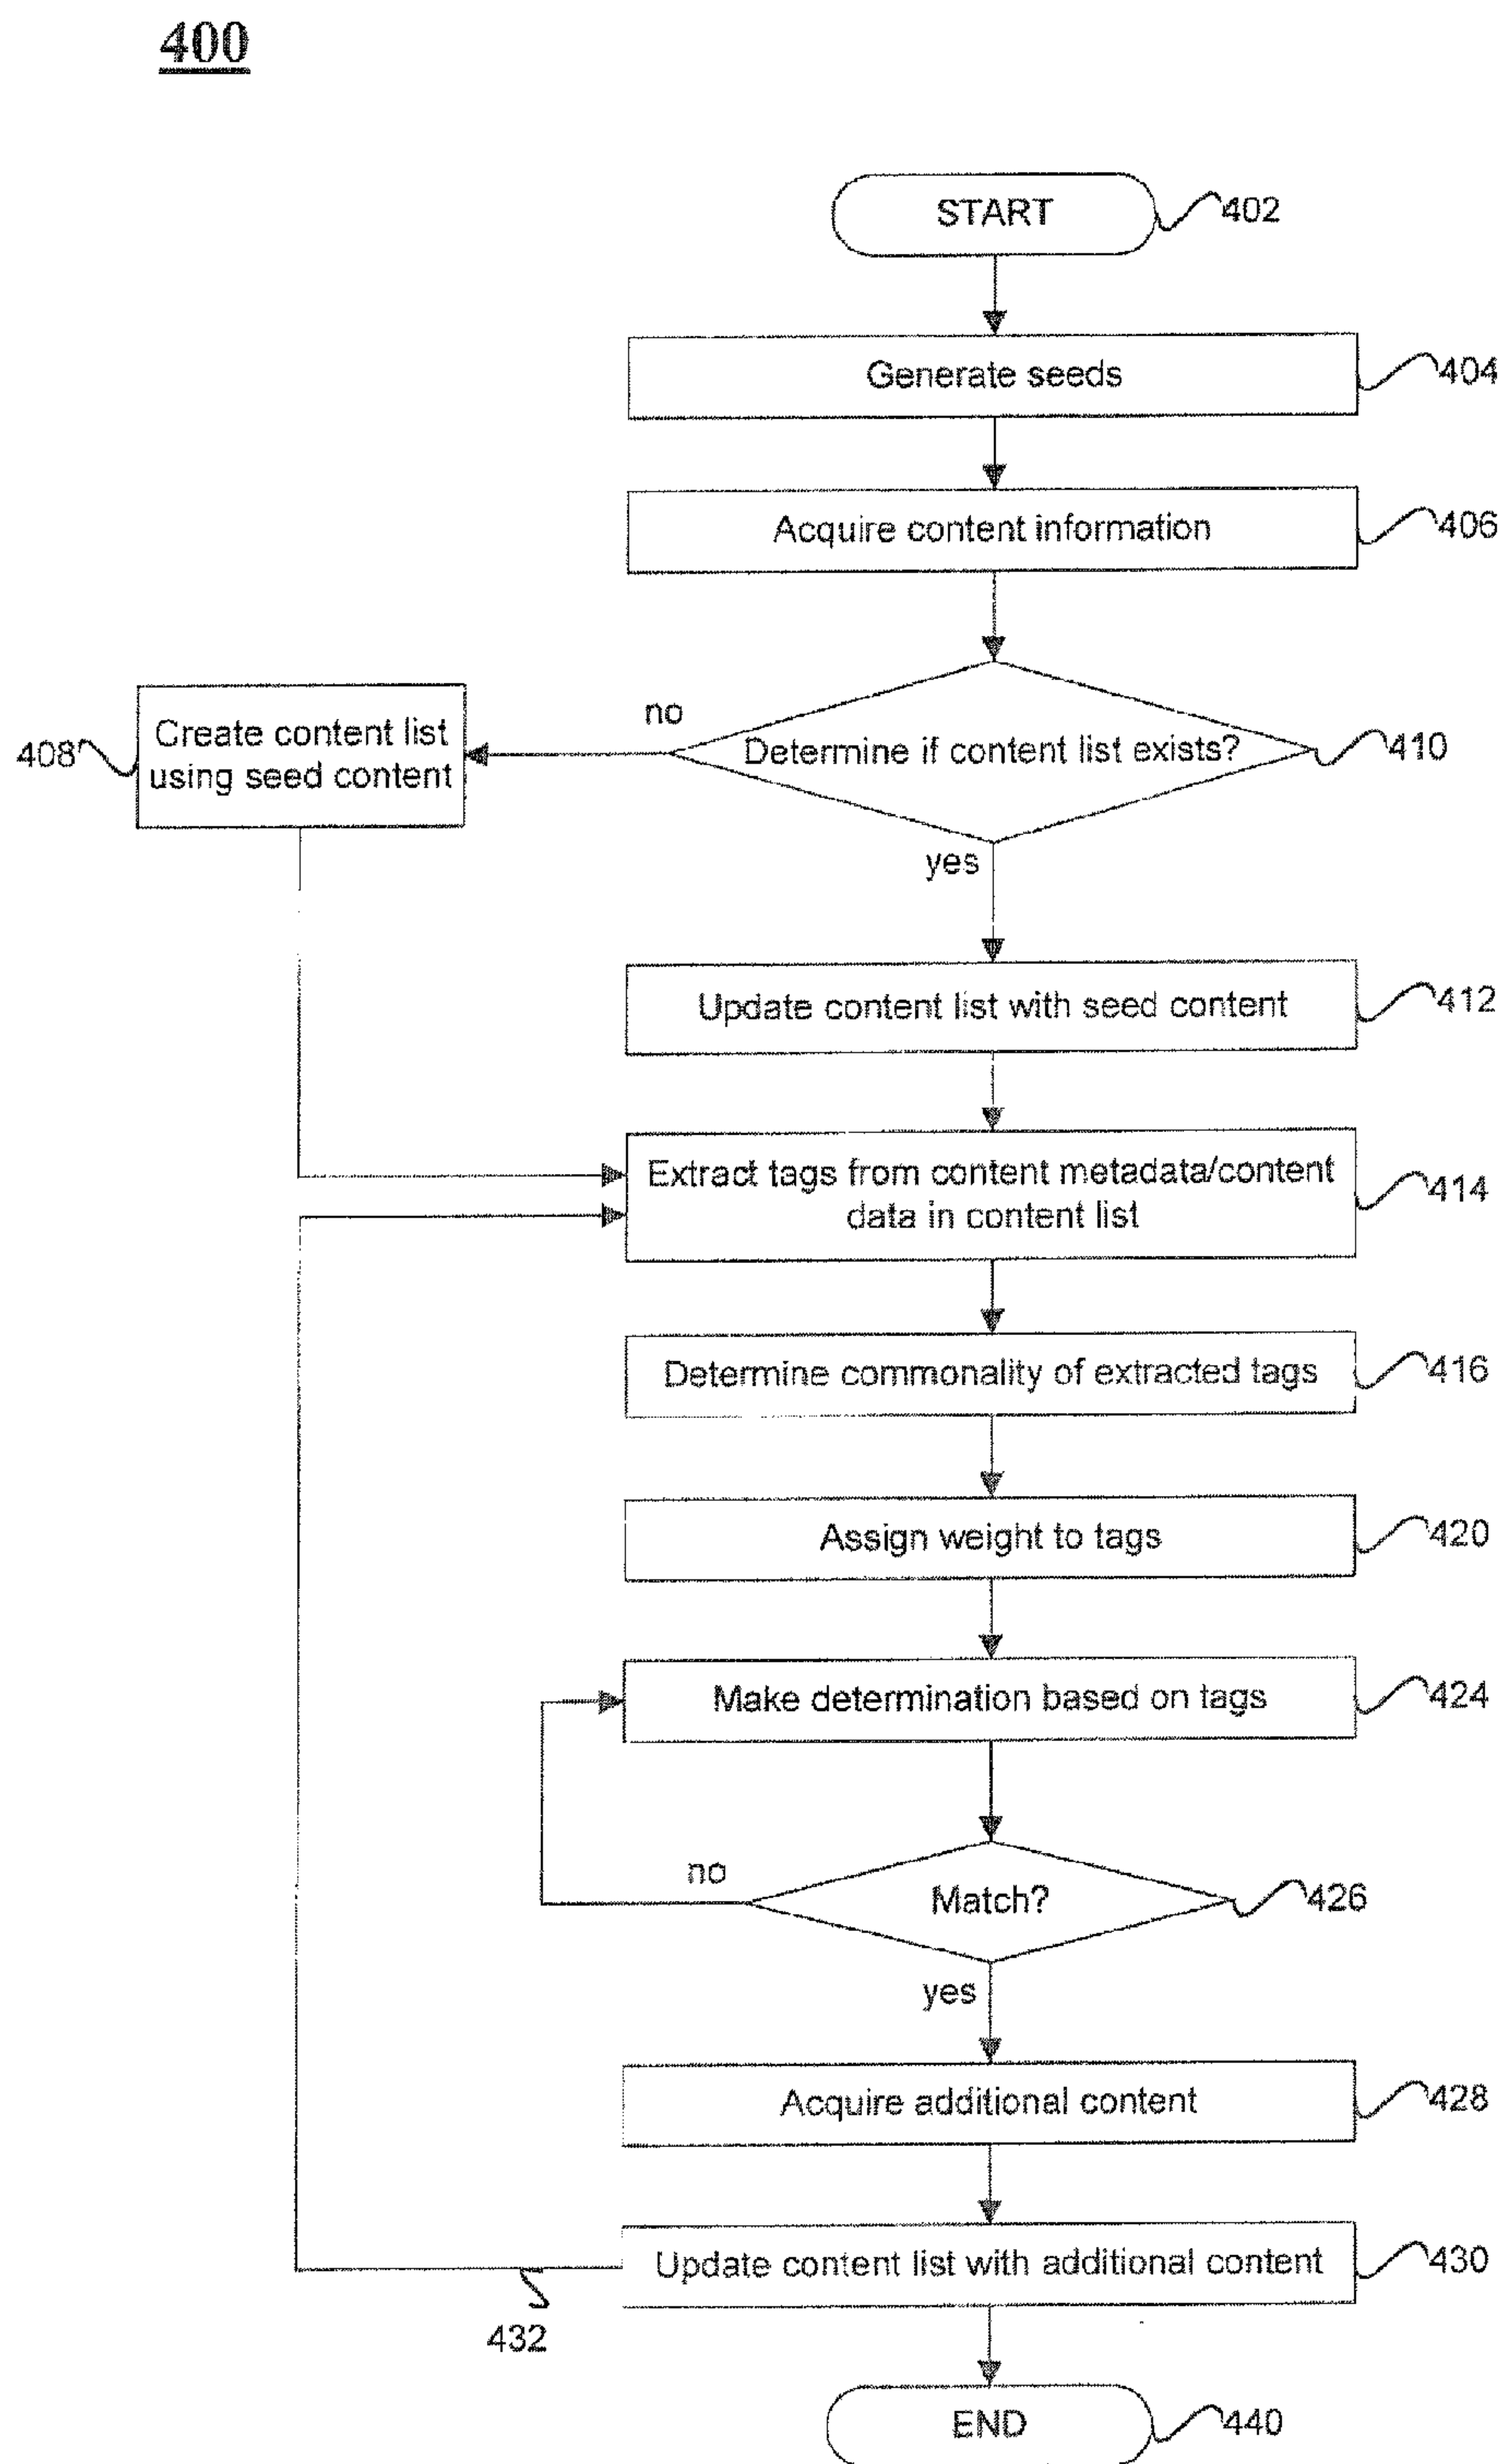 400
START
402
Generate seeds
404
Acquire content information
406
no
Determine if content list exists?
410
Create content list
using seed content
408
yes
Update content list with seed content
412
Extract tags from content metadata/content
data in content list
414
Determine commonality of extracted tags
416
Assign weight to tags
420
Make determination based on tags
424
no
Match?
426
yes
Acquire additional content
428
Update content list with additional content
430
432
END
440